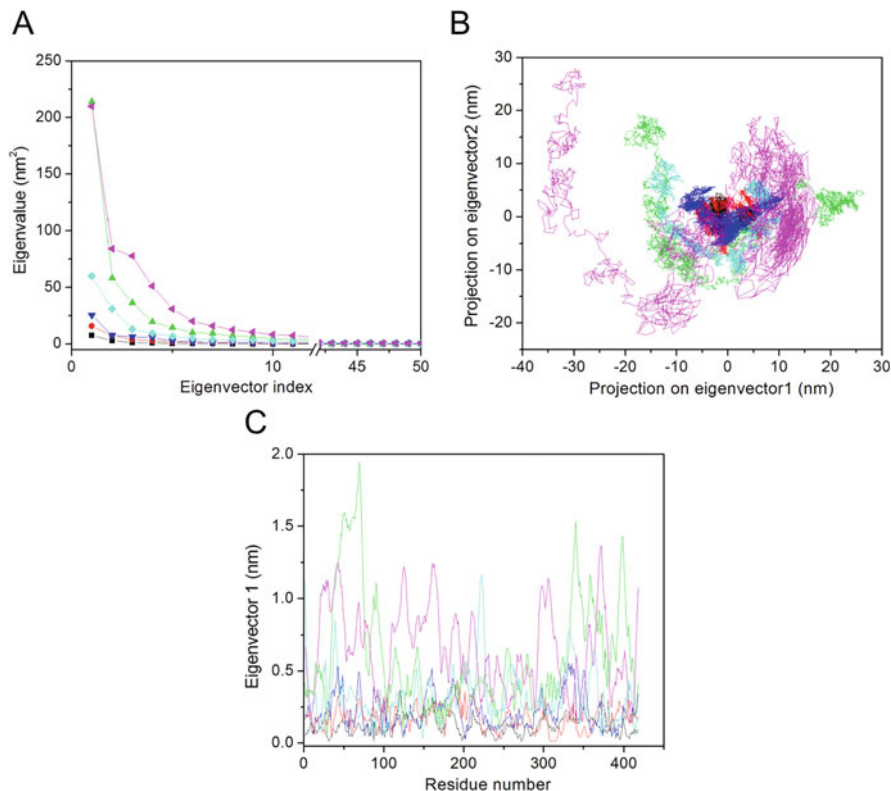 A
250
200
150
100
50
0
Eigenvalue (nm²)
0 10 45 50
Eigenvector index
B
30
20
10
0
-10
-20
Projection on eigenvector2 (nm)
-40 -30 -20 -10 0 10 20 30
Projection on eigenvector1 (nm)
C
2.0
1.5
1.0
0.5
0.0
Eigenvector 1 (nm)
0 100 200 300 400
Residue number